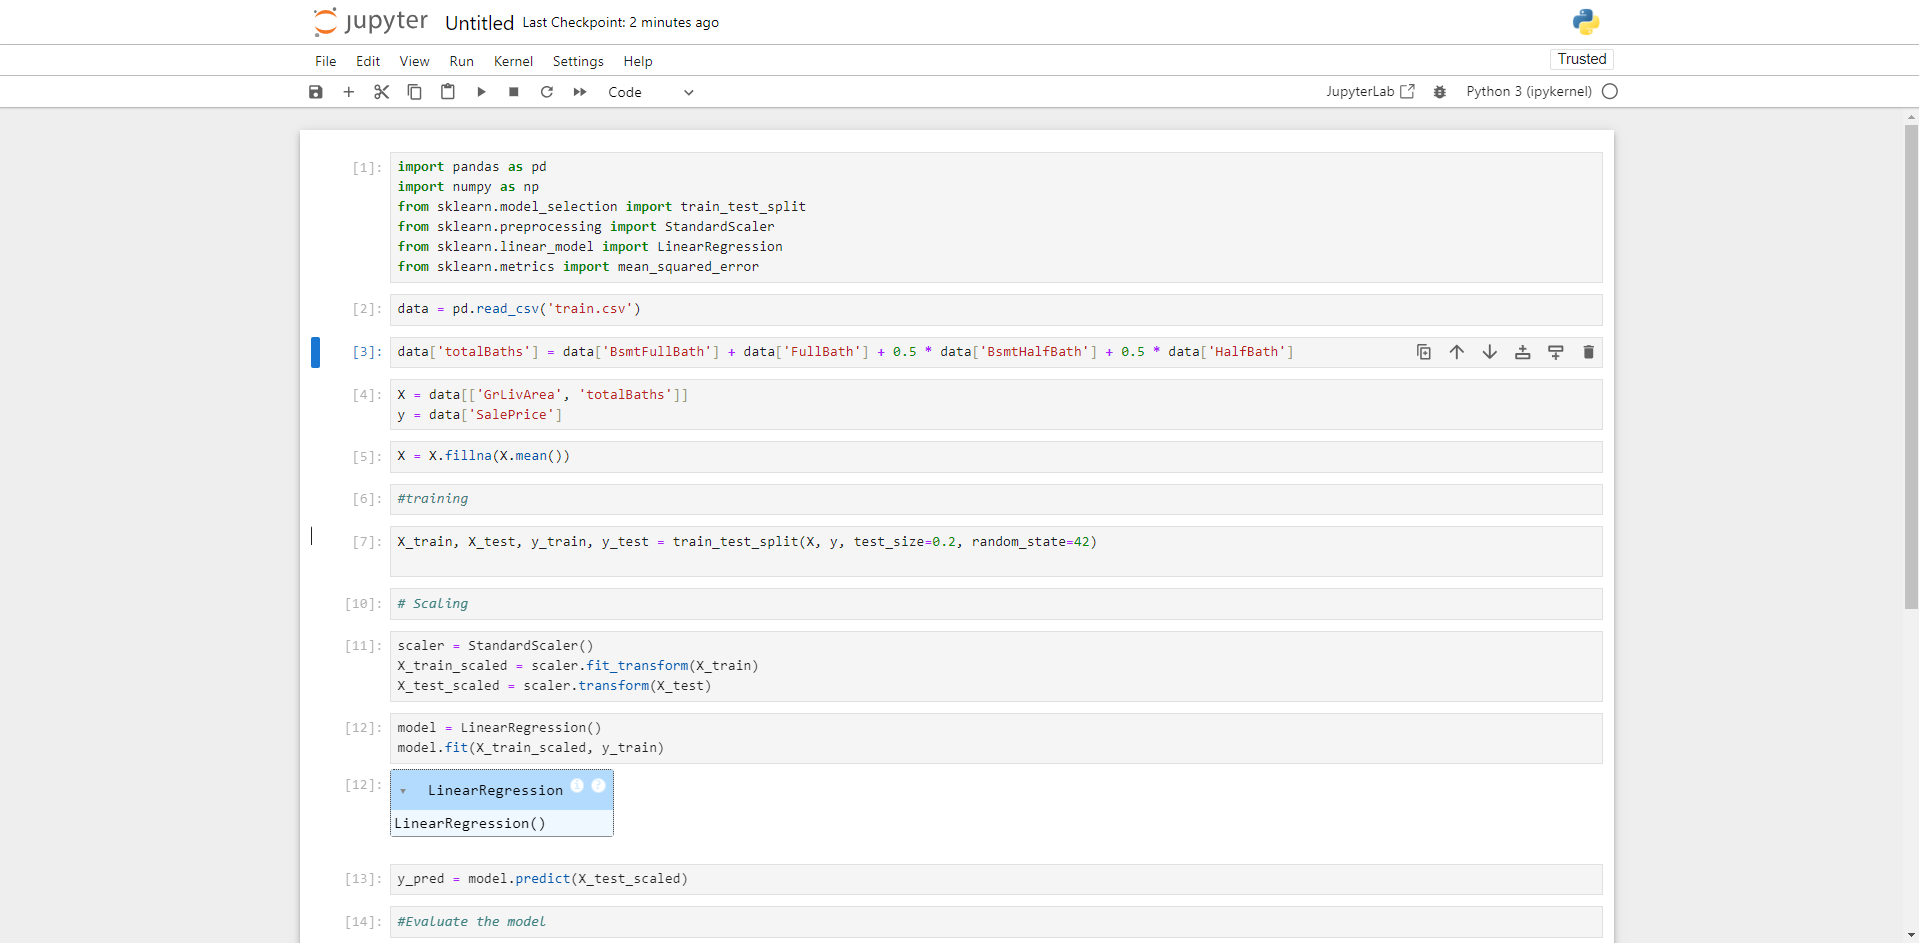 jupyter Untitled Last Checkpoint: 2 minutes ago
File Edit View Run Kernel Settings Help Trusted
Code JupyterLab Python 3 (ipykernel)
[1]: import pandas as pd
import numpy as np
from sklearn.model_selection import train_test_split
from sklearn.preprocessing import StandardScaler
from sklearn.linear_model import LinearRegression
from sklearn.metrics import mean_squared_error
[2]: data = pd.read_csv('train.csv')
[3]: data['totalBaths'] = data['BsmtFullBath'] + data['FullBath'] + 0.5 * data['BsmtHalfBath'] + 0.5 * data['HalfBath']
[4]: X = data[['GrLivArea', 'totalBaths']]
y = data['SalePrice']
[5]: X = X.fillna(X.mean())
[6]: #training
[7]: X_train, X_test, y_train, y_test = train_test_split(X, y, test_size=0.2, random_state=42)
[10]: # Scaling
[11]: scaler = StandardScaler()
X_train_scaled = scaler.fit_transform(X_train)
X_test_scaled = scaler.transform(X_test)
[12]: model = LinearRegression()
model.fit(X_train_scaled, y_train)
[12]: ▾ LinearRegression i ?
LinearRegression()
[13]: y_pred = model.predict(X_test_scaled)
[14]: #Evaluate the model